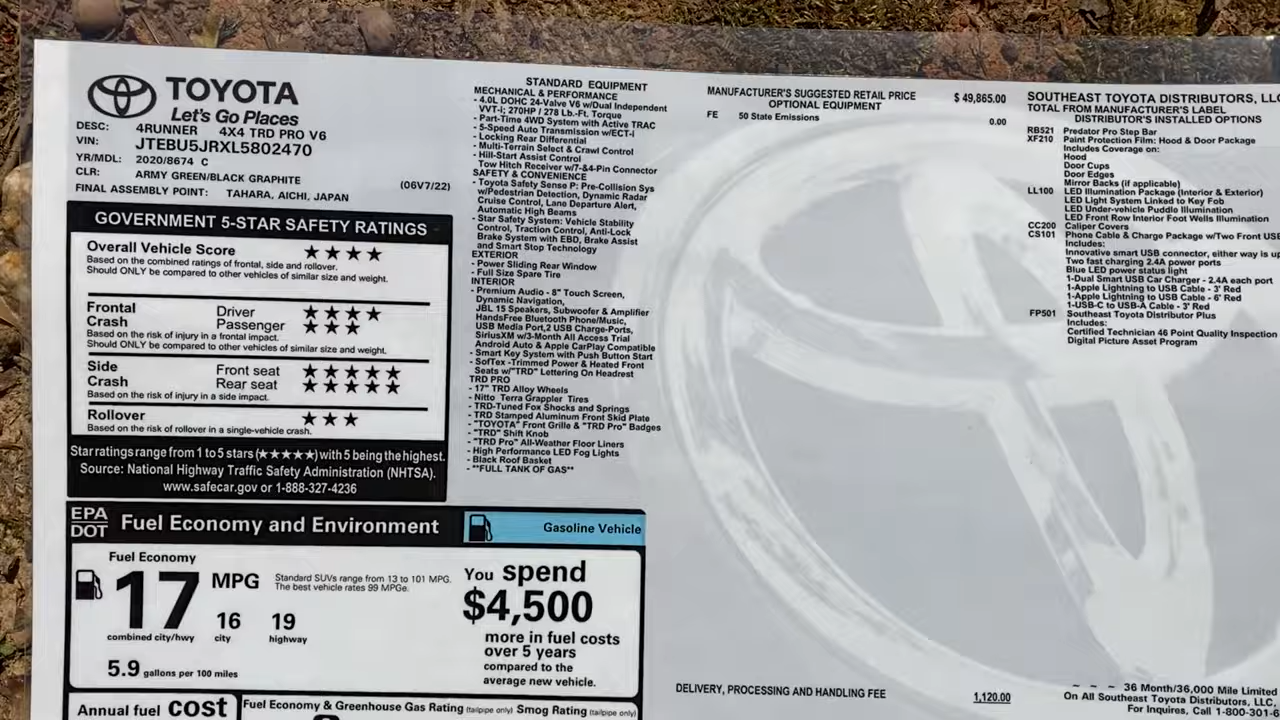 TOYOTA
Let's Go Places
DESC: 4RUNNER 4X4 TRD PRO V6
VIN: JTEBU5JRXL5802470
YR/MDL: 2020/8674 C
CLR: ARMY GREEN/BLACK GRAPHITE
(06V7/22)
FINAL ASSEMBLY POINT: TAHARA, AICHI, JAPAN
GOVERNMENT 5-STAR SAFETY RATINGS
Overall Vehicle Score ★★★★
Based on the combined ratings of frontal, side and rollover.
Should ONLY be compared to other vehicles of similar size and weight.
Frontal Driver ★★★★
Crash Passenger ★★★
Based on the risk of injury in a frontal impact.
Should ONLY be compared to other vehicles of similar size and weight.
Side Front seat ★★★★★
Crash Rear seat ★★★★★
Based on the risk of injury in a side impact.
Rollover ★★★
Based on the risk of rollover in a single-vehicle crash.
Star ratings range from 1 to 5 stars (★★★★★) with 5 being the highest.
Source: National Highway Traffic Safety Administration (NHTSA).
www.safecar.gov or 1-888-327-4236
EPA
DOT
Fuel Economy and Environment
Gasoline Vehicle
Fuel Economy
17 MPG
combined city/hwy
16
city
19
highway
Standard SUVs range from 13 to 101 MPG.
The best vehicle rates 99 MPGe.
5.9 gallons per 100 miles
You spend
$4,500
more in fuel costs
over 5 years
compared to the
average new vehicle.
Annual fuel cost
Fuel Economy & Greenhouse Gas Rating (tailpipe only) Smog Rating (tailpipe only)
STANDARD EQUIPMENT
MECHANICAL & PERFORMANCE
- 4.0L DOHC 24-Valve V6 w/Dual Independent
VVT-i; 270HP / 278 Lb.-Ft. Torque
- Part-Time 4WD System with Active TRAC
- 5-Speed Auto Transmission w/ECT-i
- Locking Rear Differential
- Multi-Terrain Select & Crawl Control
- Hill-Start Assist Control
Tow Hitch Receiver w/7-&4-Pin Connector
SAFETY & CONVENIENCE
- Toyota Safety Sense P: Pre-Collision Sys
w/Pedestrian Detection, Dynamic Radar
Cruise Control, Lane Departure Alert,
Automatic High Beams
- Star Safety System: Vehicle Stability
Control, Traction Control, Anti-Lock
Brake System with EBD, Brake Assist
and Smart Stop Technology
EXTERIOR
- Power Sliding Rear Window
- Full Size Spare Tire
INTERIOR
- Premium Audio - 8" Touch Screen,
Dynamic Navigation,
JBL 15 Speakers, Subwoofer & Amplifier
HandsFree Bluetooth Phone/Music,
USB Media Port,2 USB Charge-Ports,
SiriusXM w/3-Month All Access Trial
Android Auto & Apple CarPlay Compatible
- Smart Key System with Push Button Start
- SofTex -Trimmed Power & Heated Front
Seats w/"TRD" Lettering On Headrest
TRD PRO
- 17" TRD Alloy Wheels
- Nitto Terra Grappler Tires
- TRD-Tuned Fox Shocks and Springs
- TRD Stamped Aluminum Front Skid Plate
- "TOYOTA" Front Grille & "TRD Pro" Badges
- "TRD" Shift Knob
- "TRD Pro" All-Weather Floor Liners
- High Performance LED Fog Lights
- Black Roof Basket
- **FULL TANK OF GAS**
MANUFACTURER'S SUGGESTED RETAIL PRICE $ 49,865.00
OPTIONAL EQUIPMENT
FE 50 State Emissions 0.00
DELIVERY, PROCESSING AND HANDLING FEE 1,120.00
SOUTHEAST TOYOTA DISTRIBUTORS, LLC
TOTAL FROM MANUFACTURER'S LABEL
DISTRIBUTOR'S INSTALLED OPTIONS
RB521 Predator Pro Step Bar
XF210 Paint Protection Film: Hood & Door Package
Includes Coverage on:
Hood
Door Cups
Door Edges
Mirror Backs (if applicable)
LL100 LED Illumination Package (Interior & Exterior)
LED Light System Linked to Key Fob
LED Under-vehicle Puddle Illumination
LED Front Row Interior Foot Wells Illumination
CC200 Caliper Covers
CS101 Phone Cable & Charge Package w/Two Front USB
Includes:
Innovative smart USB connector, either way is up
Two fast charging 2.4A power ports
Blue LED power status light
1-Dual Smart USB Car Charger - 2.4A each port
1-Apple Lightning to USB Cable - 3' Red
1-Apple Lightning to USB Cable - 6' Red
1-USB-C to USB-A Cable - 3' Red
FP501 Southeast Toyota Distributor Plus
Includes:
Certified Technician 46 Point Quality Inspection
Digital Picture Asset Program
~ ~ ~ 36 Month/36,000 Mile Limited
On All Southeast Toyota Distributors, LLC,
For Inquires, Call 1-800-301-6